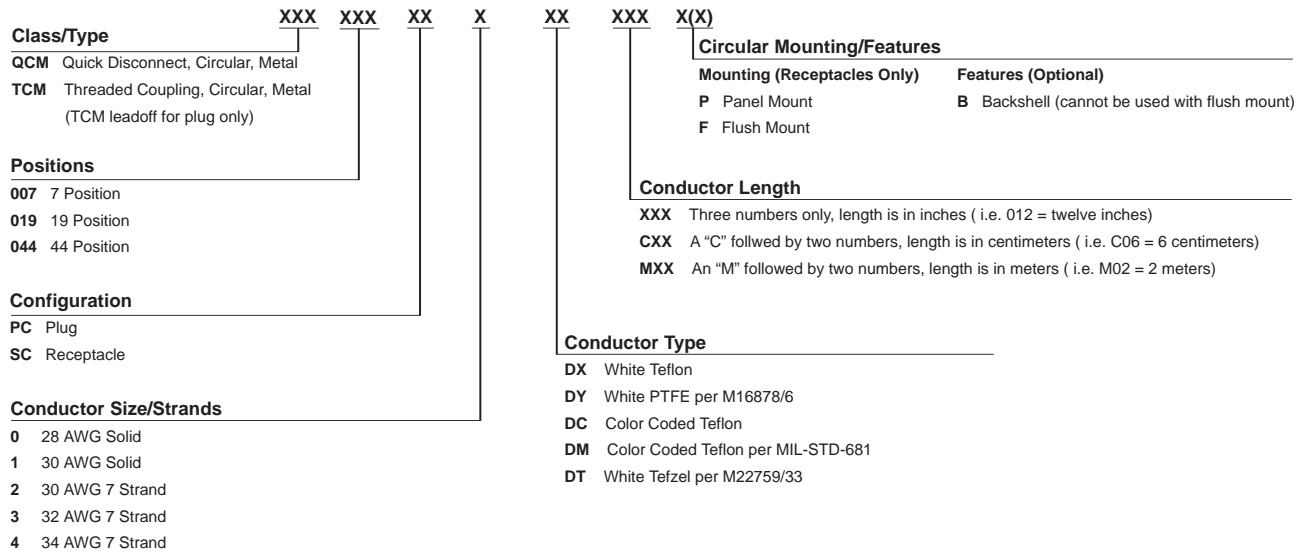 XXX XXX XX X XX XXX X(X)
Class/Type
QCM Quick Disconnect, Circular, Metal
TCM Threaded Coupling, Circular, Metal
(TCM leadoff for plug only)
Positions
007 7 Position
019 19 Position
044 44 Position
Configuration
PC Plug
SC Receptacle
Conductor Size/Strands
0 28 AWG Solid
1 30 AWG Solid
2 30 AWG 7 Strand
3 32 AWG 7 Strand
4 34 AWG 7 Strand
Circular Mounting/Features
Mounting (Receptacles Only) Features (Optional)
P Panel Mount B Backshell (cannot be used with flush mount)
F Flush Mount
Conductor Length
XXX Three numbers only, length is in inches ( i.e. 012 = twelve inches)
CXX A “C” follwed by two numbers, length is in centimeters ( i.e. C06 = 6 centimeters)
MXX An “M” followed by two numbers, length is in meters ( i.e. M02 = 2 meters)
Conductor Type
DX White Teflon
DY White PTFE per M16878/6
DC Color Coded Teflon
DM Color Coded Teflon per MIL-STD-681
DT White Tefzel per M22759/33